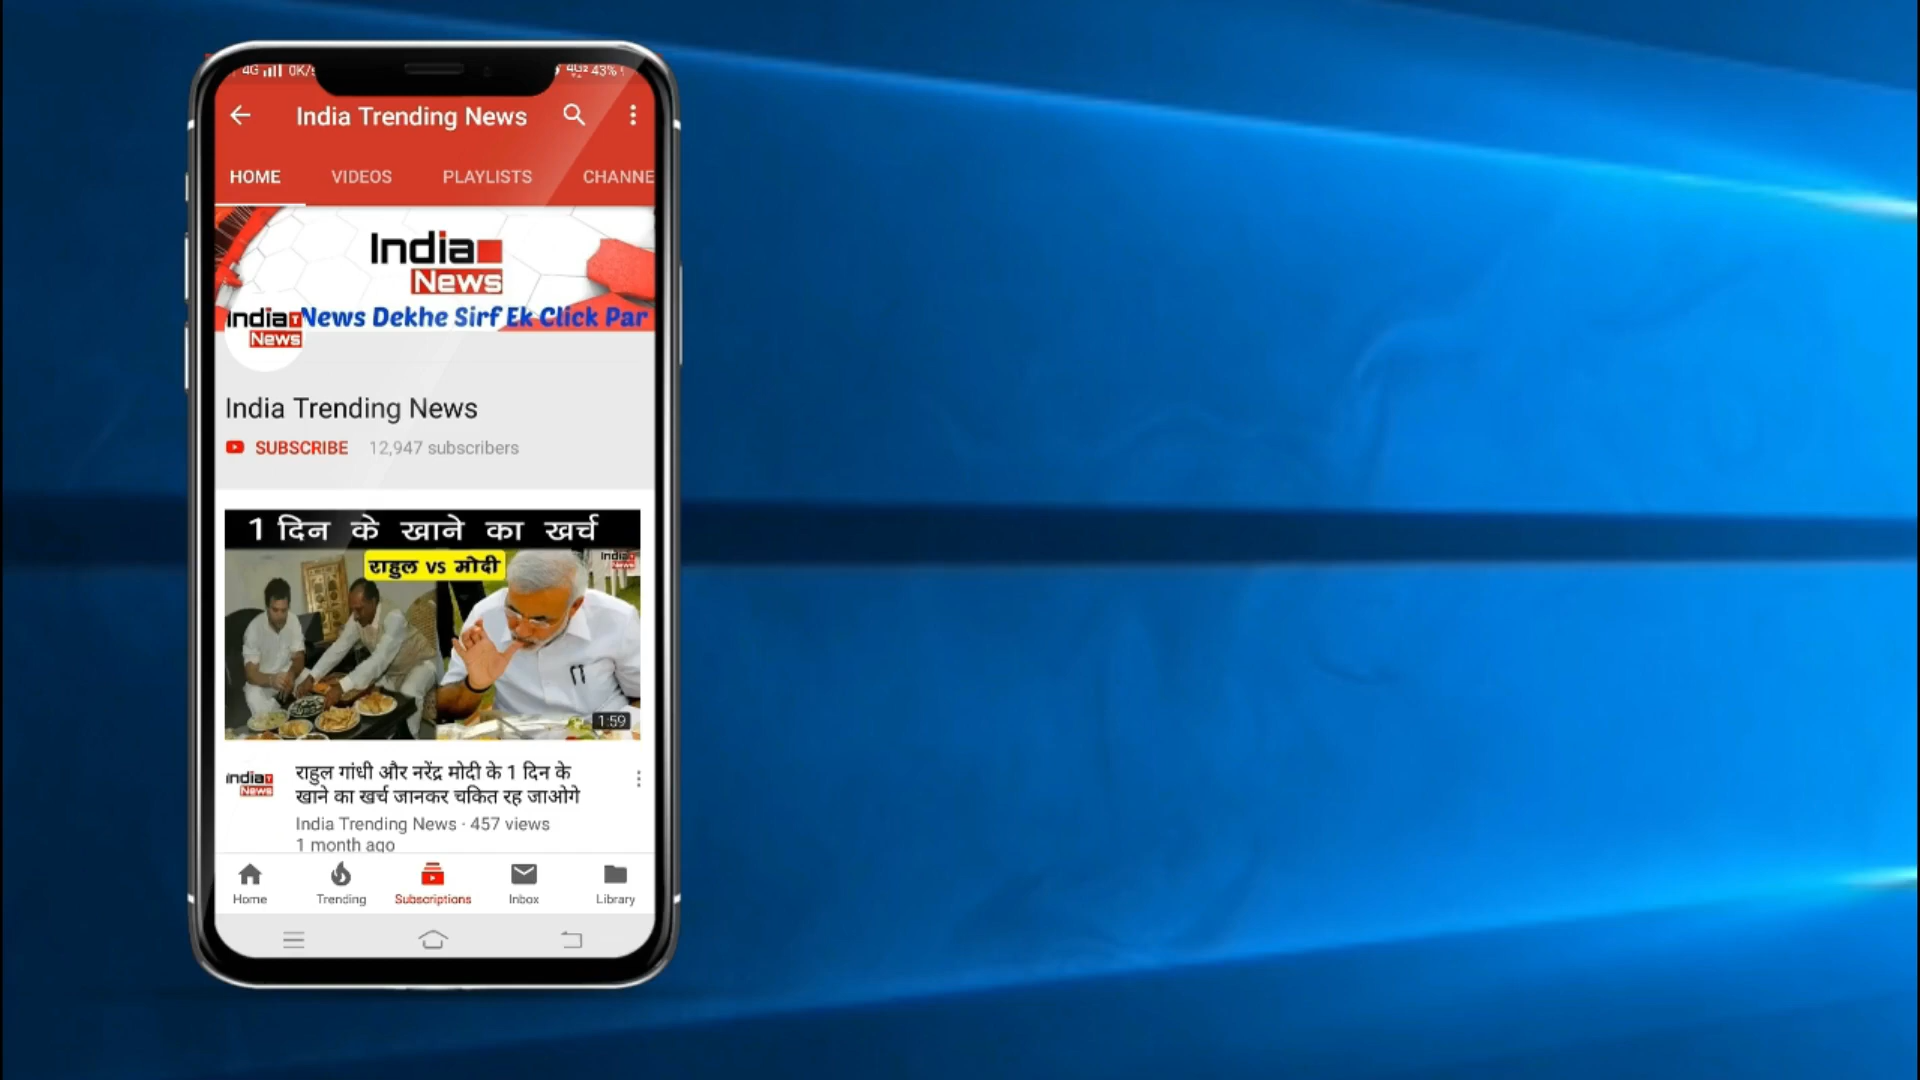 4G 0K/s 4G 43%
India Trending News
HOME VIDEOS PLAYLISTS CHANNE
India
News
News Dekhe Sirf Ek Click Par
India T
News
India Trending News
SUBSCRIBE 12,947 subscribers
1 दिन के खाने का खर्च
राहुल vs मोदी
India T
News
1:59
India T
News
राहुल गांधी और नरेंद्र मोदी के 1 दिन के
खाने का खर्च जानकर चकित रह जाओगे
India Trending News · 457 views
1 month ago
Home Trending Subscriptions Inbox Library